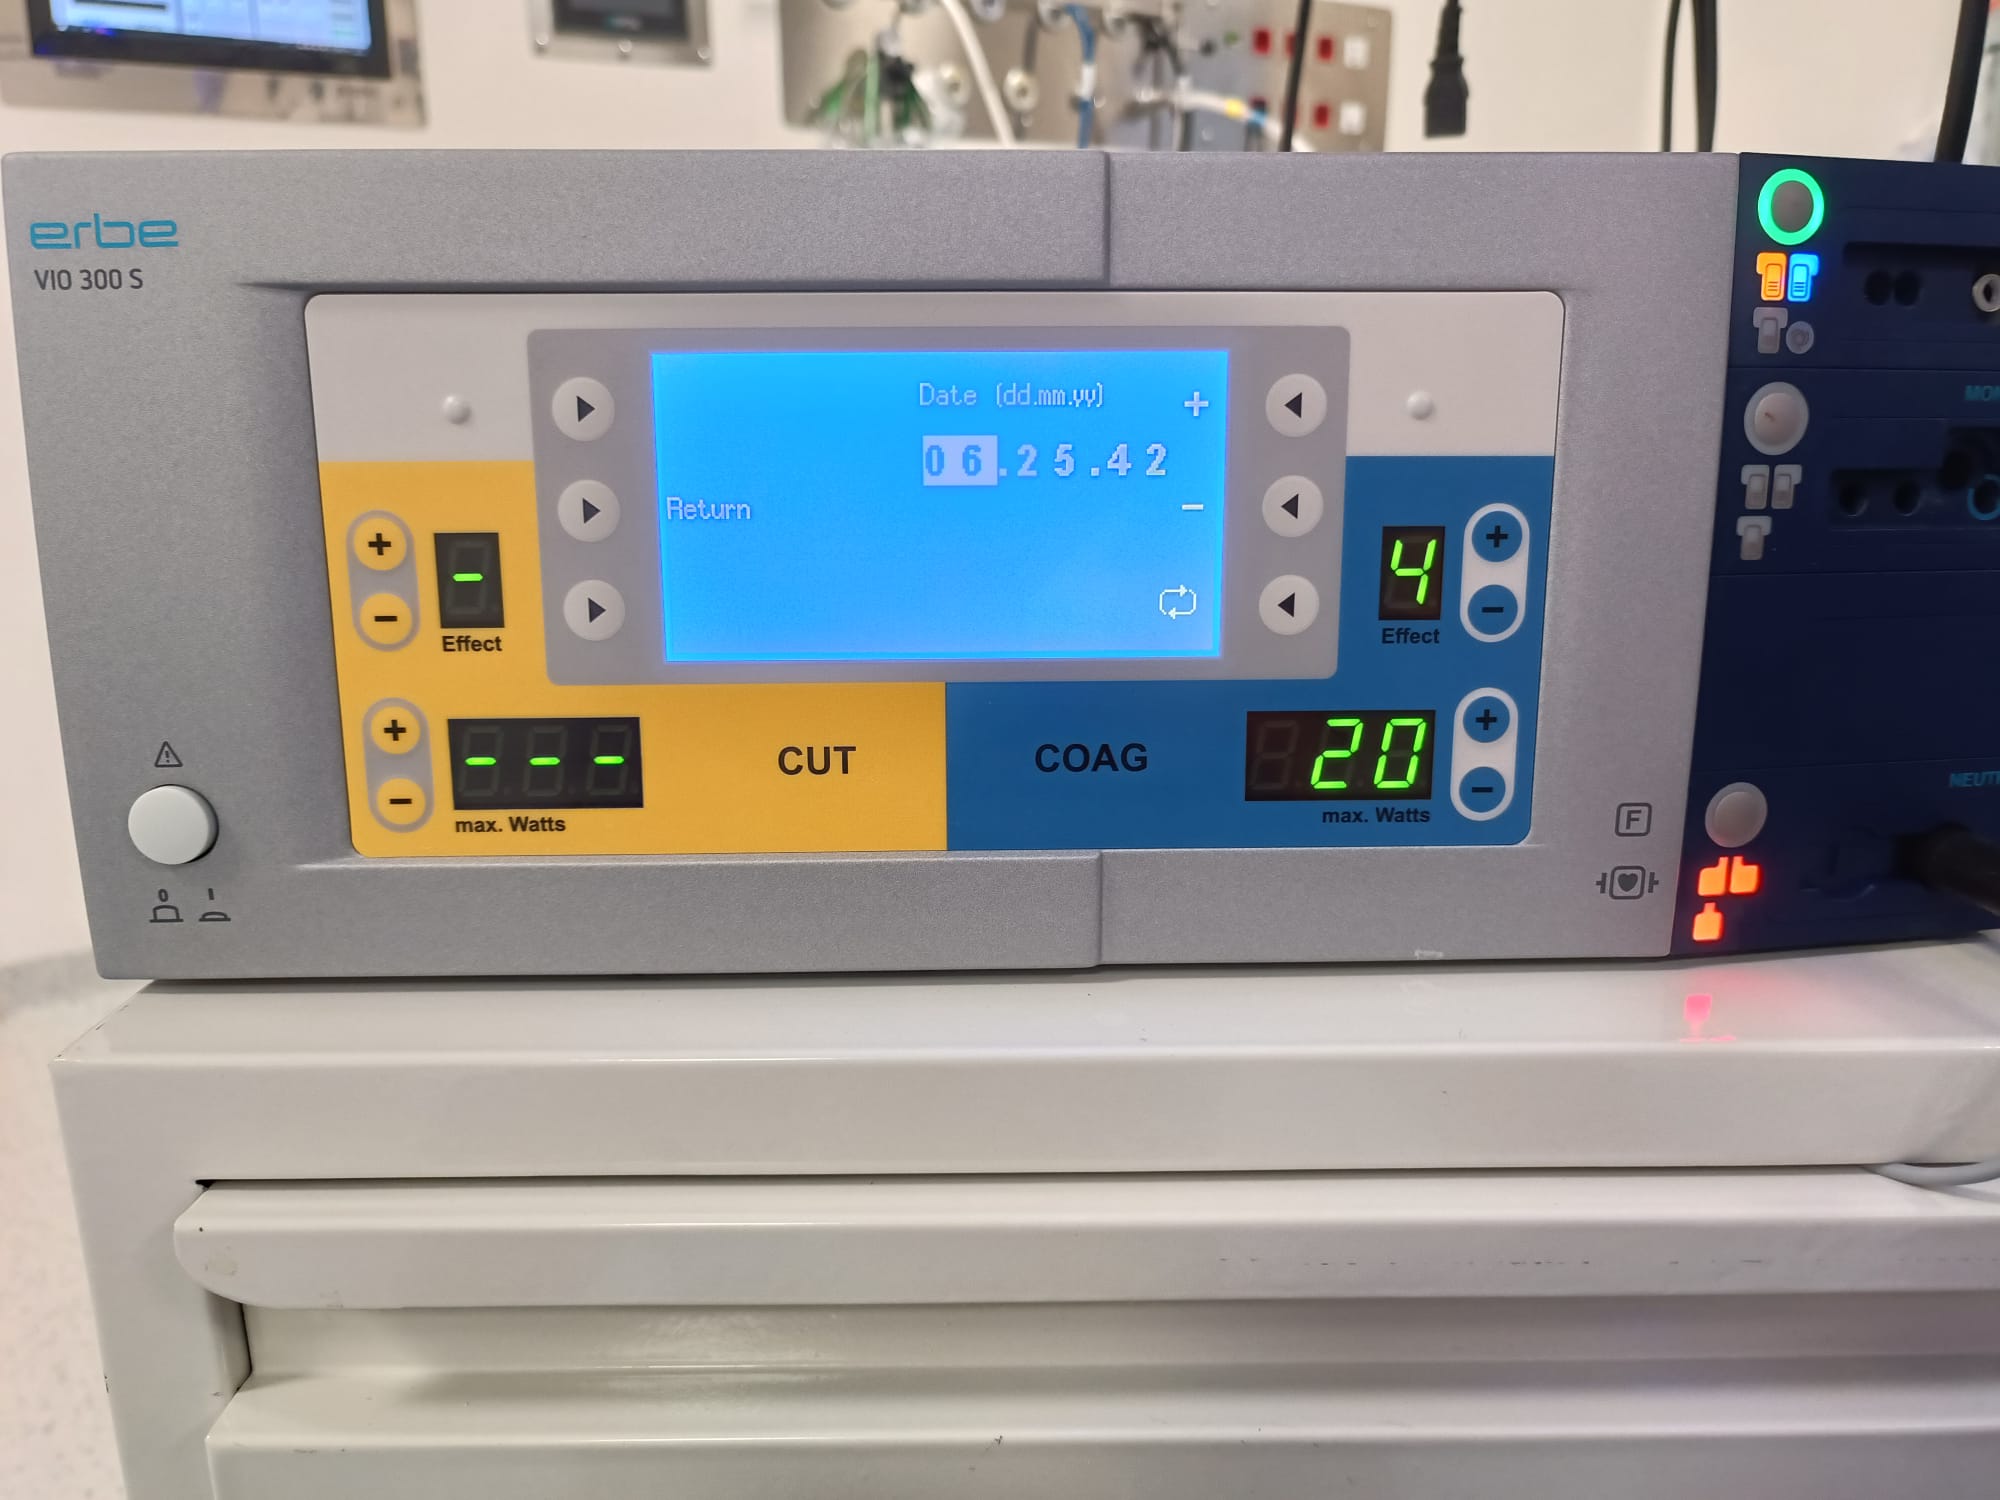 erbe
VIO 300 S
Date (dd.mm.yy)
+
06.25.42
Return
−
+
-
−
Effect
4
+
−
Effect
+
---
−
max. Watts
CUT
COAG
20
+
−
max. Watts
F
0 I